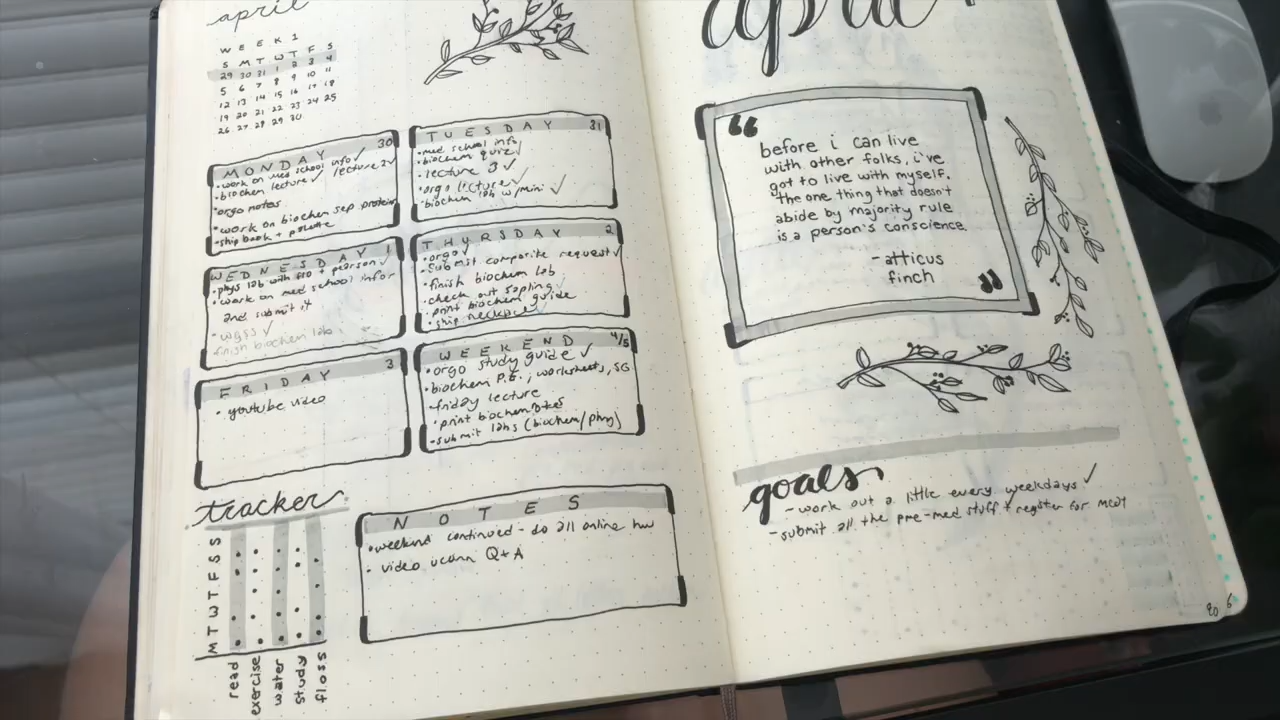 april
WEEK 1
S M T W T F S
29 30 31 1 2 3 4
5 6 7 8 9 10 11
12 13 14 15 16 17 18
19 20 21 22 23 24 25
26 27 28 29 30
MONDAY 30
• work on med school info ✓
• biochem lecture ✓ lecture 2 ✓
• orgo notes
• work on biochem sep protein
• ship book + palette
TUESDAY 31
• med school info
• biochem quiz ✓
• lecture 3 ✓
• orgo lecture ✓
• biochem lab w/mini ✓
WEDNESDAY 1
• phys lab with + pearson ✓
• work on med school infor
and submit it
• wgss ✓
finish biochem lab
THURSDAY 2
• orgo ✓
• submit composite request ✓
• finish biochem lab
• check out sapling ✓
• print biochem guide
• ship necklace ✓
FRIDAY 3
• youtube video
WEEKEND 4/5
• orgo study guide ✓
• biochem P.E., worksheets, SG
• friday lecture
• print biochem notes
• submit labs (biochem/phy)
tracker
M T W T F S S
read
exercise
water
study
floss
NOTES
• weekend continued - do all online hw
• video uconn Q+A
april
“ before i can live
with other folks, i've
got to live with myself.
the one thing that doesn't
abide by majority rule
is a person's conscience.
- atticus
finch ”
goals
- work out a little every weekdays ✓
- submit all the pre-med stuff + register for mcat